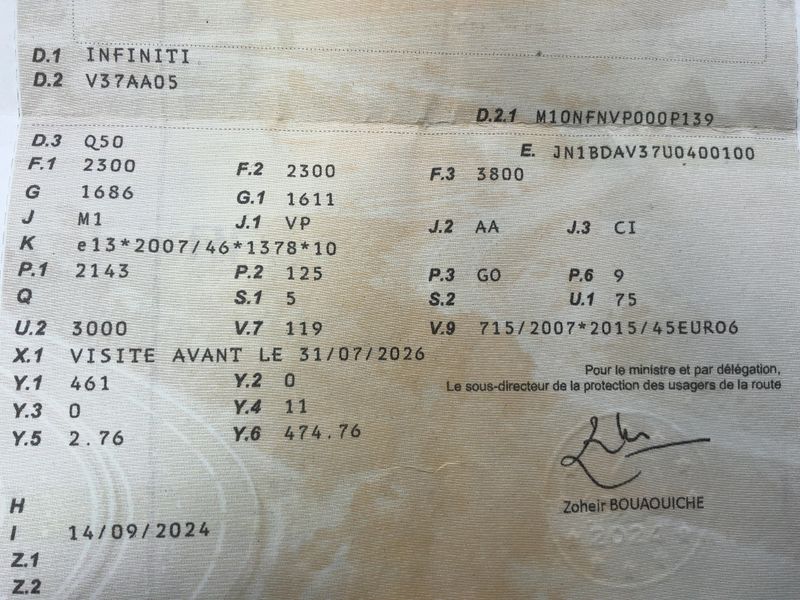 D.1 INFINITI
D.2 V37AA05
D.2.1 M10NFNVP000P139
D.3 Q50
E. JN1BDAV37U0400100
F.1 2300 F.2 2300 F.3 3800
G 1686 G.1 1611
J M1 J.1 VP J.2 AA J.3 CI
K e13*2007/46*1378*10
P.1 2143 P.2 125 P.3 GO P.6 9
Q S.1 5 S.2 U.1 75
U.2 3000 V.7 119 V.9 715/2007*2015/45EURO6
X.1 VISITE AVANT LE 31/07/2026
Y.1 461 Y.2 0
Pour le ministre et par délégation,
Le sous-directeur de la protection des usagers de la route
Y.3 0 Y.4 11
Y.5 2.76 Y.6 474.76
Zoheir BOUAOUICHE
H
I 14/09/2024
Z.1
Z.2